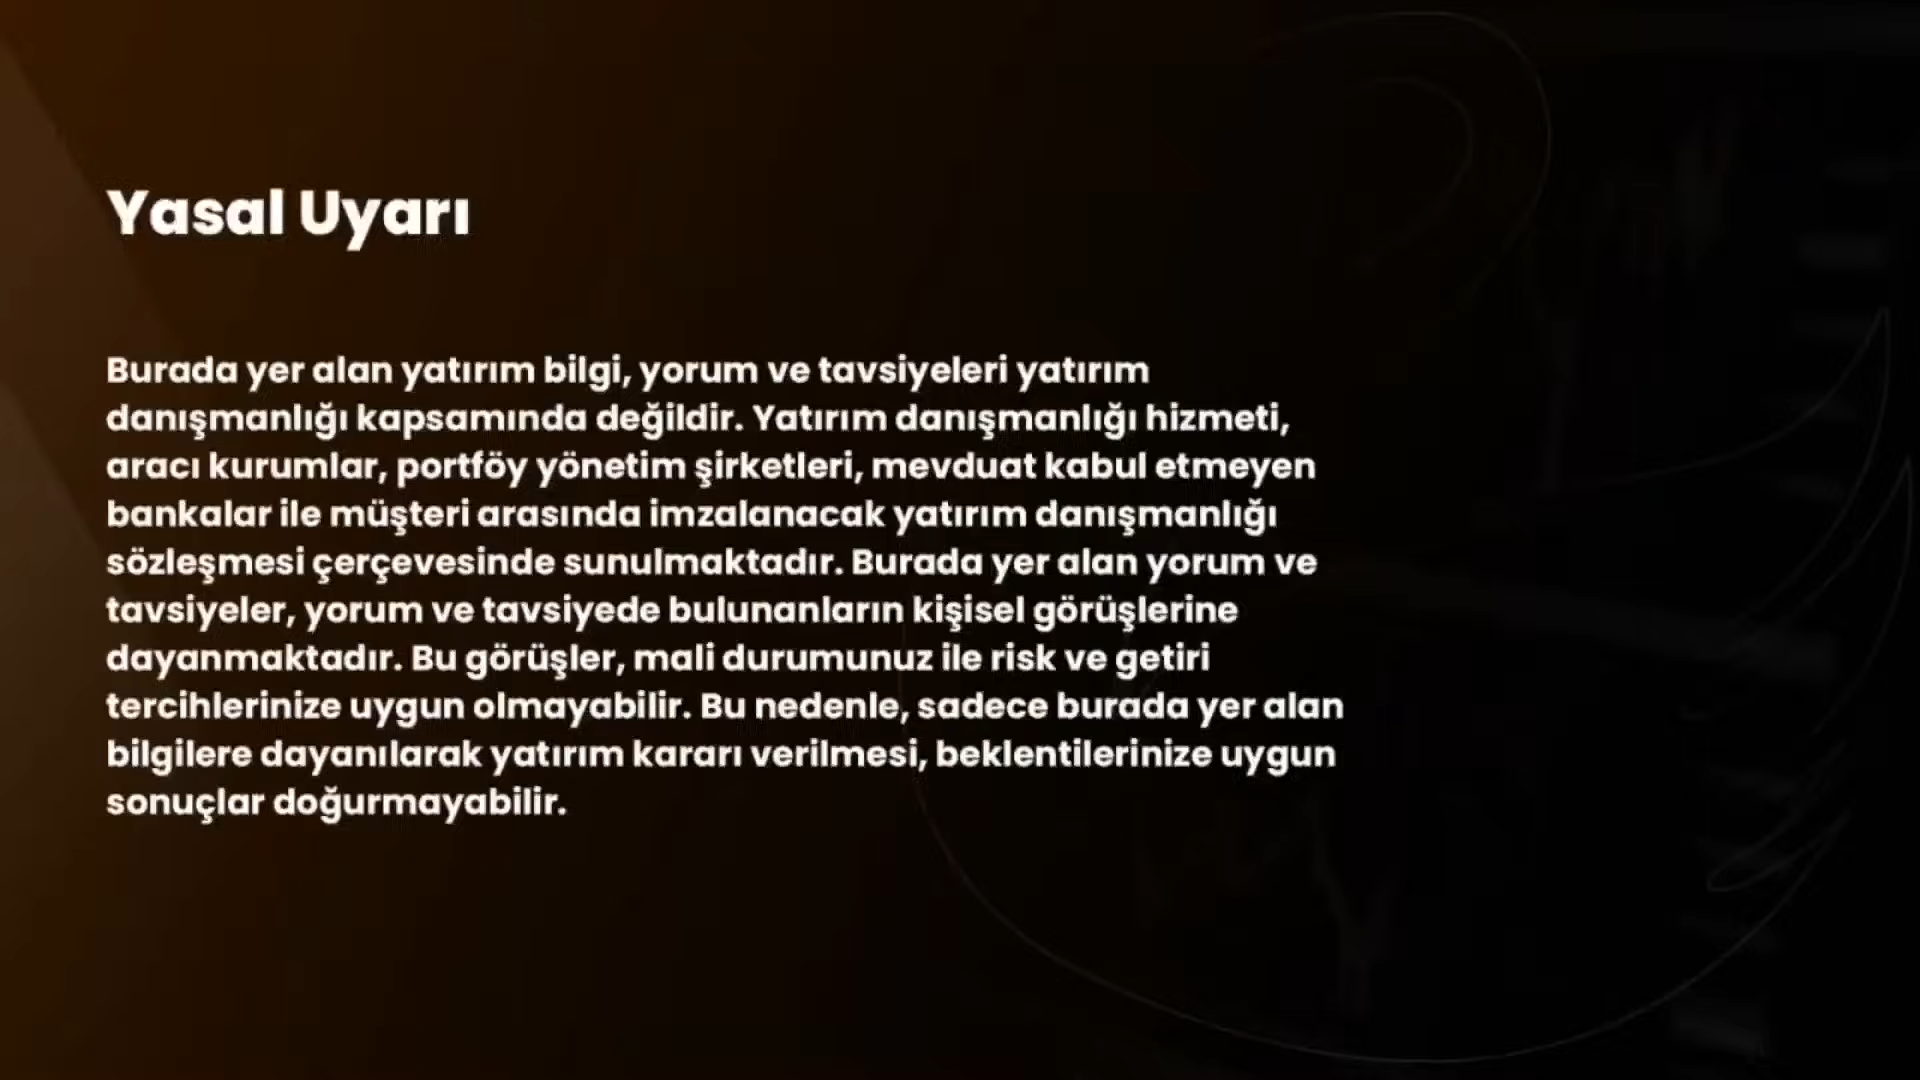 Yasal Uyarı
Burada yer alan yatırım bilgi, yorum ve tavsiyeleri yatırım
danışmanlığı kapsamında değildir. Yatırım danışmanlığı hizmeti,
aracı kurumlar, portföy yönetim şirketleri, mevduat kabul etmeyen
bankalar ile müşteri arasında imzalanacak yatırım danışmanlığı
sözleşmesi çerçevesinde sunulmaktadır. Burada yer alan yorum ve
tavsiyeler, yorum ve tavsiyede bulunanların kişisel görüşlerine
dayanmaktadır. Bu görüşler, mali durumunuz ile risk ve getiri
tercihlerinize uygun olmayabilir. Bu nedenle, sadece burada yer alan
bilgilere dayanılarak yatırım kararı verilmesi, beklentilerinize uygun
sonuçlar doğurmayabilir.